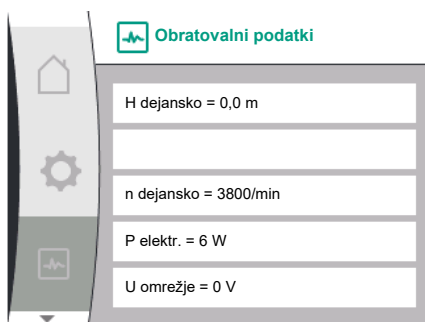 Obratovalni podatki
H dejansko = 0,0 m
n dejansko = 3800/min
P elektr. = 6 W
U omrežje = 0 V